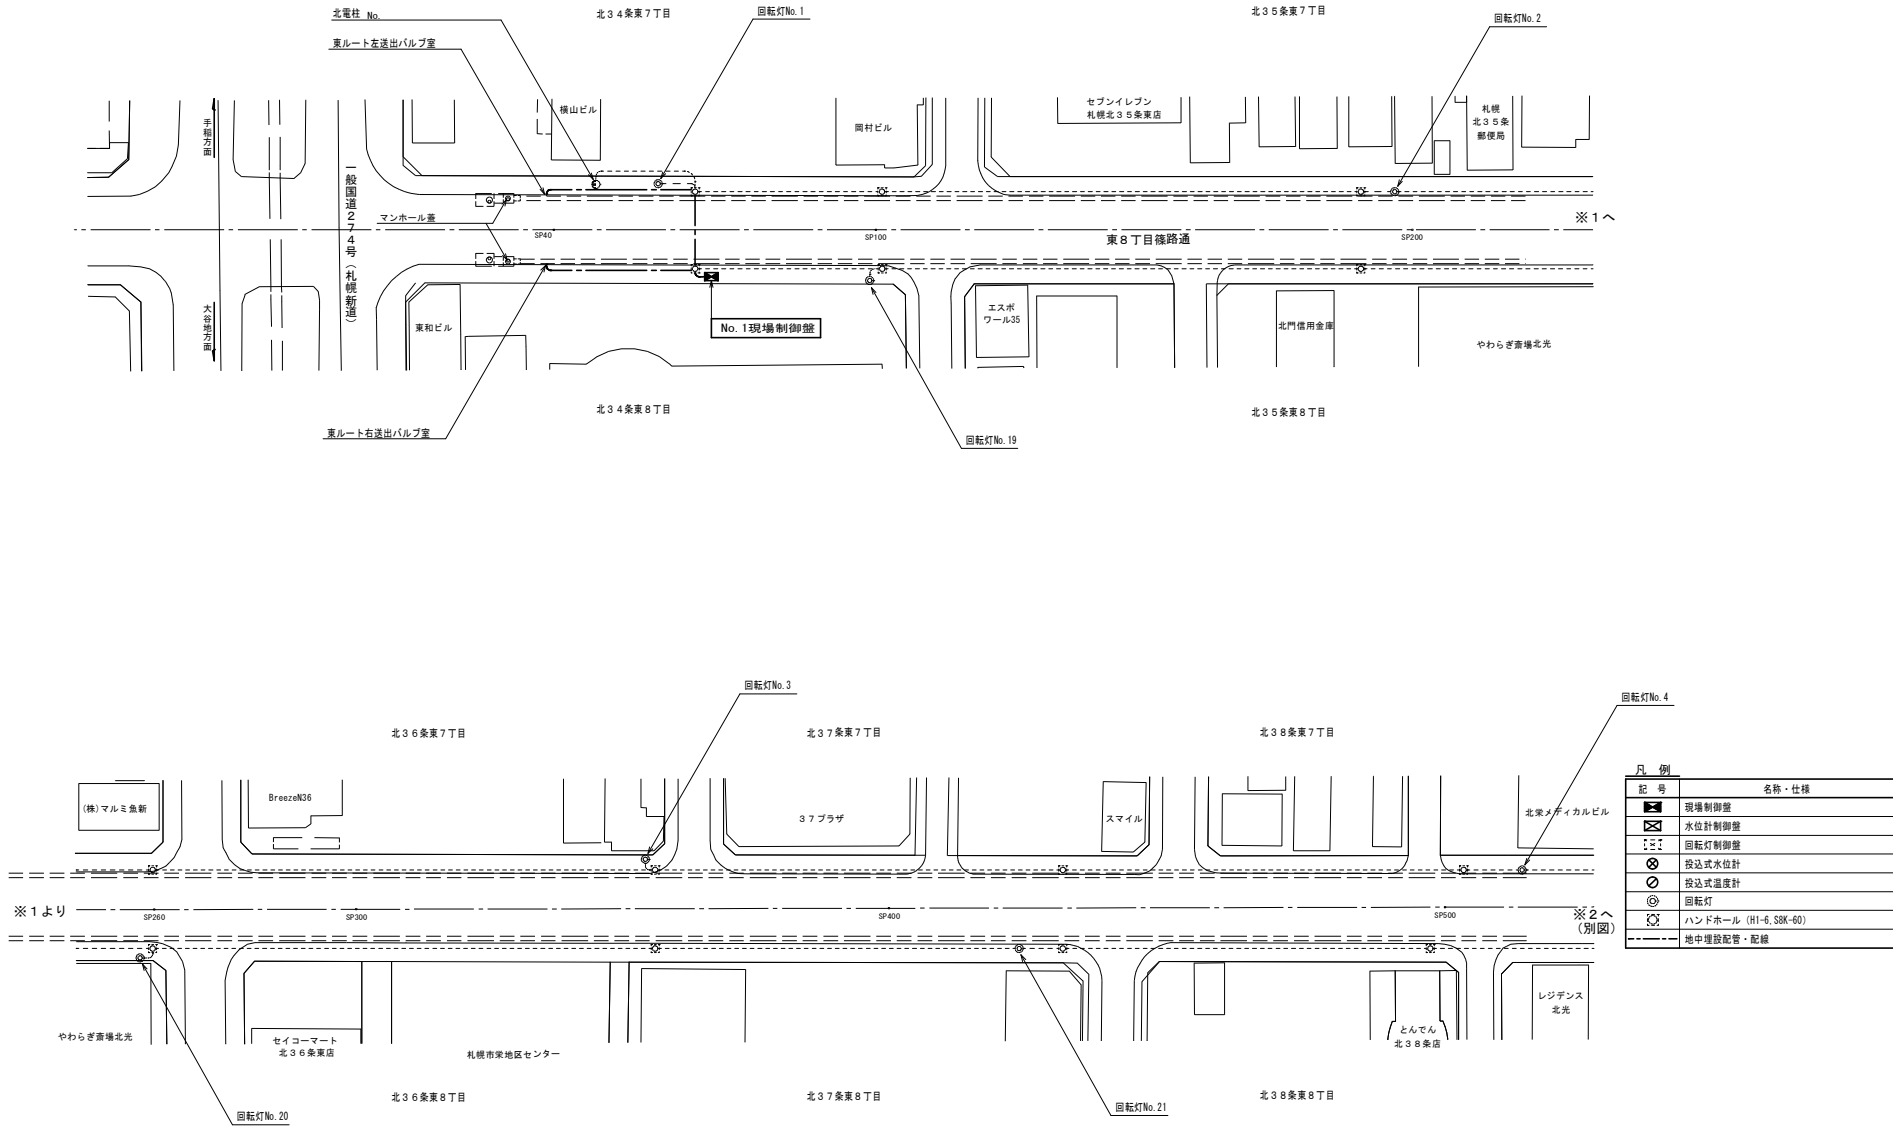 北３４条東７丁目
北３５条東７丁目
北電柱 No.
回転灯No.1
回転灯No.2
東ルート左送出バルブ室
横山ビル
岡村ビル
セブンイレブン
札幌北３５条東店
札幌
北３５条
郵便局
手稲方面
一般国道２７４号（札幌新道）
マンホール蓋
※１へ
SP40
SP100
東８丁目篠路通
SP200
大谷地方面
東和ビル
No.1現場制御盤
エスポ
ワール35
北門信用金庫
やわらぎ斎場北光
北３４条東８丁目
北３５条東８丁目
東ルート右送出バルブ室
回転灯No.19
回転灯No.3
回転灯No.4
北３６条東７丁目
北３７条東７丁目
北３８条東７丁目
(株)マルミ魚新
BreezeN36
３７プラザ
スマイル
北栄メディカルビル
※１より
SP260
SP300
SP400
SP500
※２へ
(別図)
やわらぎ斎場北光
セイコーマート
北３６条東店
札幌市栄地区センター
とんでん
北３８条店
レジデンス
北光
北３６条東８丁目
北３７条東８丁目
北３８条東８丁目
回転灯No.20
回転灯No.21
凡 例
記 号 名称・仕様
現場制御盤
水位計制御盤
回転灯制御盤
投込式水位計
投込式温度計
回転灯
ハンドホール (H1-6,S8K-60)
地中埋設配管・配線